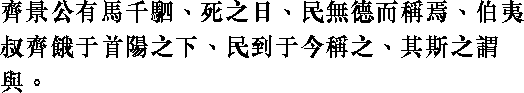 齊景公有馬千駟、死之日、民無德而稱焉、伯夷
叔齊餓于首陽之下、民到于今稱之、其斯之謂
與。